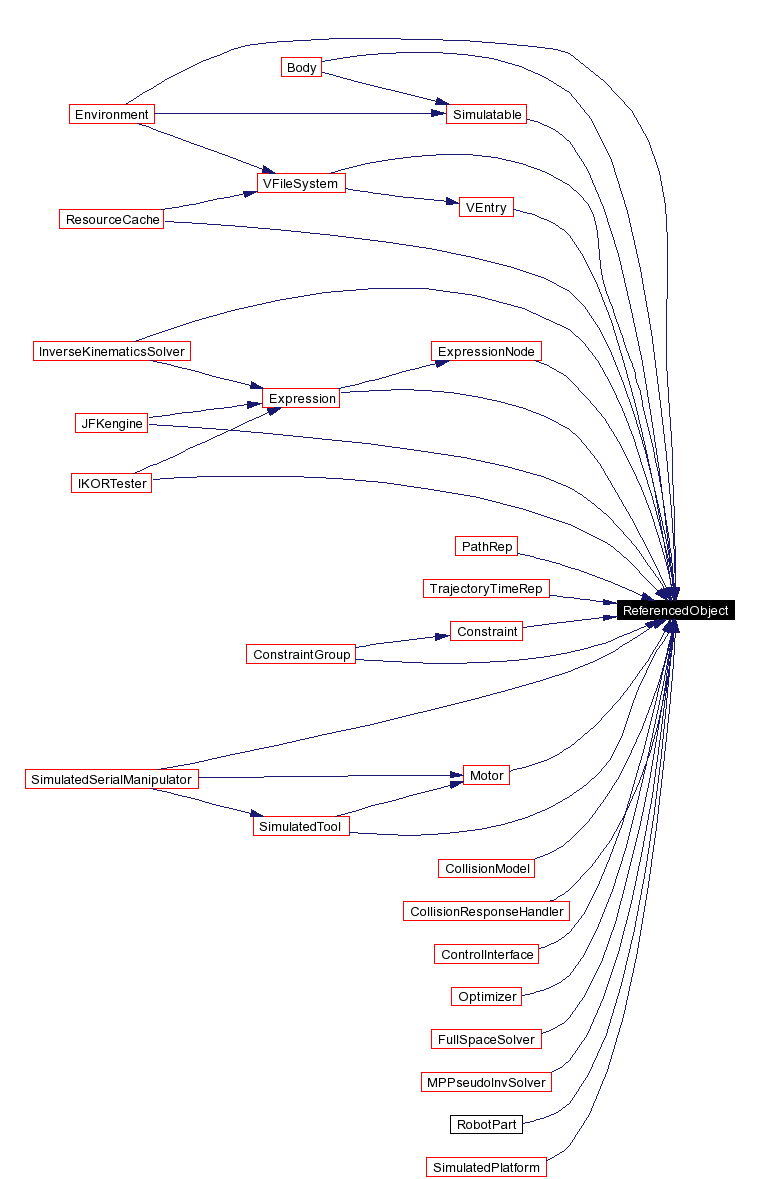 Body
Environment
Simulatable
VFileSystem
VEntry
ResourceCache
InverseKinematicsSolver
ExpressionNode
Expression
JFKengine
IKORTester
PathRep
TrajectoryTimeRep
ReferencedObject
Constraint
ConstraintGroup
SimulatedSerialManipulator
Motor
SimulatedTool
CollisionModel
CollisionResponseHandler
ControlInterface
Optimizer
FullSpaceSolver
MPPseudoInvSolver
RobotPart
SimulatedPlatform